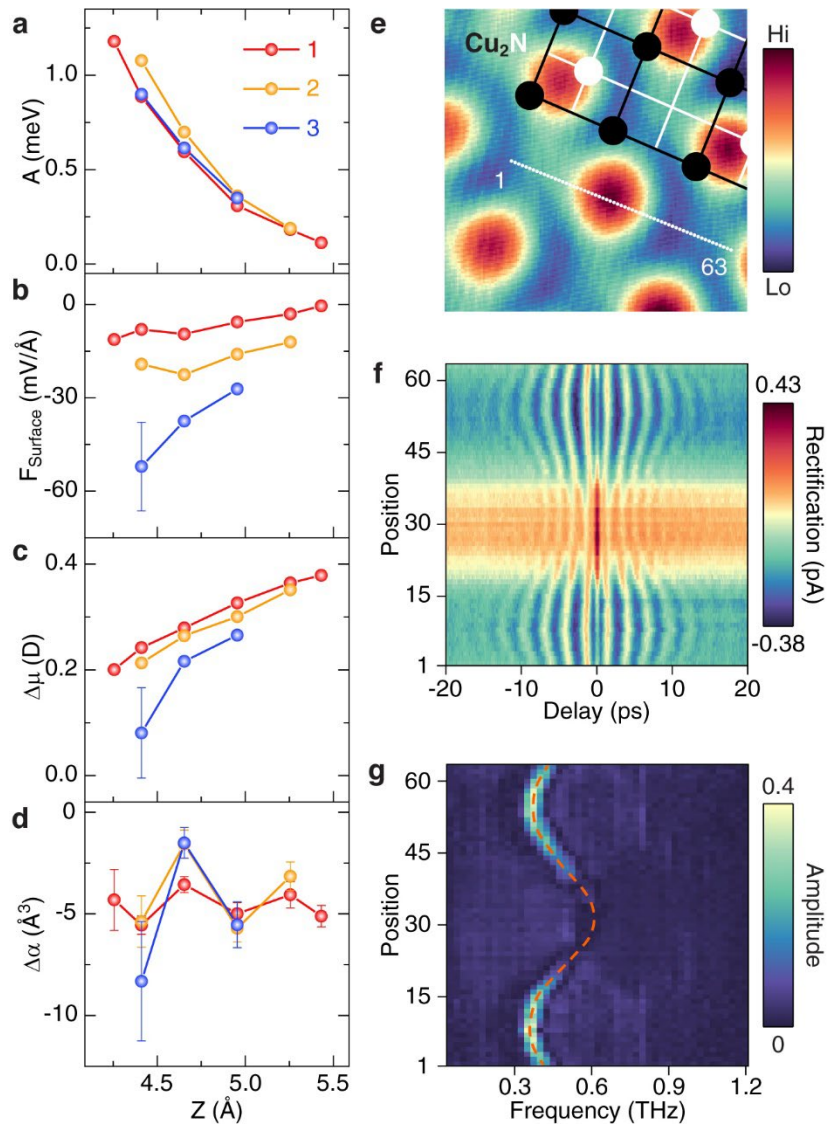 a
A (meV)
1.0
0.5
0.0
1
2
3
b
F_Surface (mV/Å)
0
-30
-60
c
Δμ (D)
0.4
0.2
0.0
d
Δα (Å³)
0
-5
-10
4.5 5.0 5.5
Z (Å)
e
Cu₂N
1
63
Hi
Lo
f
Position
60
45
30
15
1
-20 -10 0 10 20
Delay (ps)
0.43
Rectification (pA)
-0.38
g
Position
60
45
30
15
1
0.3 0.6 0.9 1.2
Frequency (THz)
0.4
Amplitude
0